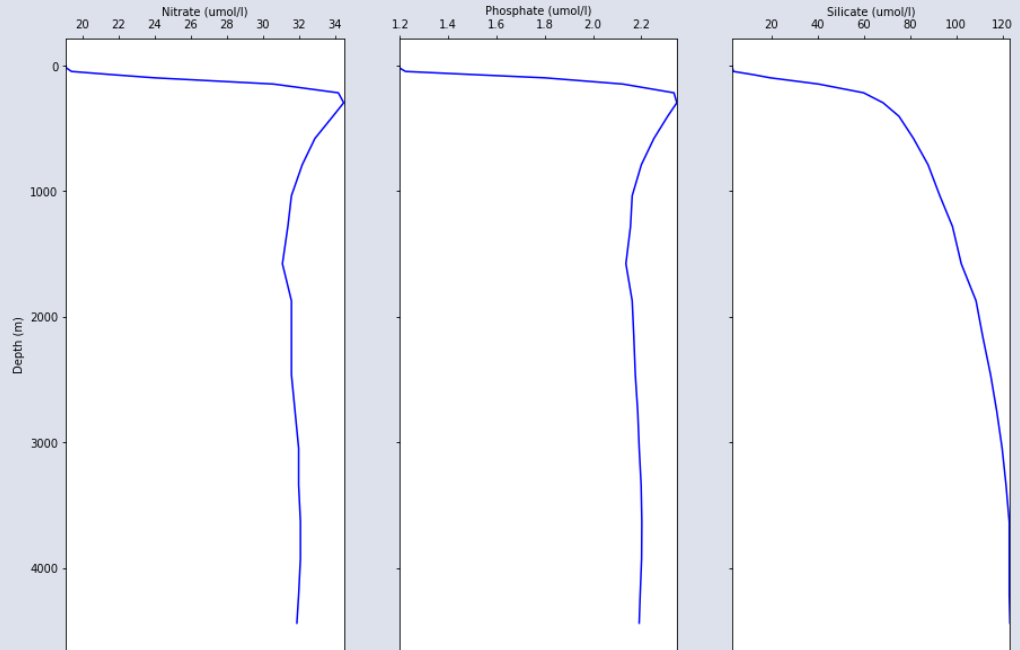 Nitrate (umol/l)
20 22 24 26 28 30 32 34
Phosphate (umol/l)
1.2 1.4 1.6 1.8 2.0 2.2
Silicate (umol/l)
20 40 60 80 100 120
Depth (m)
0
1000
2000
3000
4000